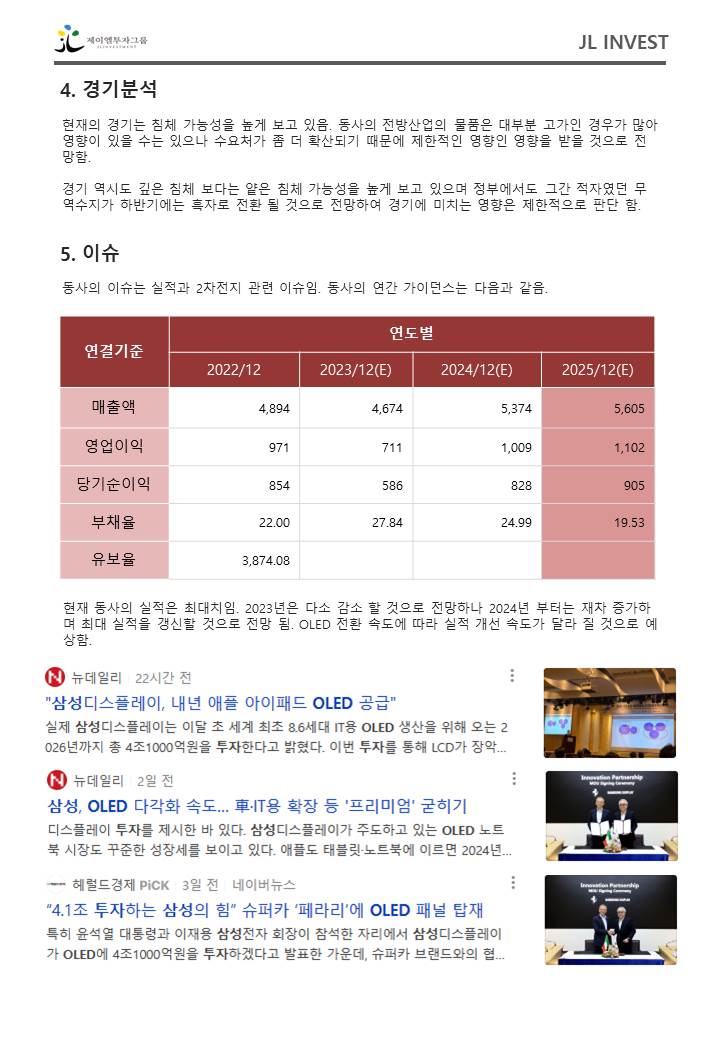 제이엘투자그룹
JLINVESTMENT
JL INVEST
4. 경기분석
현재의 경기는 침체 가능성을 높게 보고 있음. 동사의 전방산업의 물품은 대부분 고가인 경우가 많아
영향이 있을 수는 있으나 수요처가 좀 더 확산되기 때문에 제한적인 영향인 영향을 받을 것으로 전
망함.
경기 역시도 깊은 침체 보다는 얕은 침체 가능성을 높게 보고 있으며 정부에서도 그간 적자였던 무
역수지가 하반기에는 흑자로 전환 될 것으로 전망하여 경기에 미치는 영향은 제한적으로 판단 함.
5. 이슈
동사의 이슈는 실적과 2차전지 관련 이슈임. 동사의 연간 가이던스는 다음과 같음.
연결기준 연도별
2022/12 2023/12(E) 2024/12(E) 2025/12(E)
매출액 4,894 4,674 5,374 5,605
영업이익 971 711 1,009 1,102
당기순이익 854 586 828 905
부채율 22.00 27.84 24.99 19.53
유보율 3,874.08
현재 동사의 실적은 최대치임. 2023년은 다소 감소 할 것으로 전망하나 2024년 부터는 재차 증가하
며 최대 실적을 갱신할 것으로 전망 됨. OLED 전환 속도에 따라 실적 개선 속도가 달라 질 것으로 예
상함.
뉴데일리 22시간 전
"삼성디스플레이, 내년 애플 아이패드 OLED 공급"
실제 삼성디스플레이는 이달 초 세계 최초 8.6세대 IT용 OLED 생산을 위해 오는 2
026년까지 총 4조1000억원을 투자한다고 밝혔다. 이번 투자를 통해 LCD가 장악...
뉴데일리 2일 전
삼성, OLED 다각화 속도... 車·IT용 확장 등 '프리미엄' 굳히기
디스플레이 투자를 제시한 바 있다. 삼성디스플레이가 주도하고 있는 OLED 노트
북 시장도 꾸준한 성장세를 보이고 있다. 애플도 태블릿·노트북에 이르면 2024년...
Innovation Partnership
MOU Signing Ceremony
SAMSUNG DISPLAY
헤럴드경제 PiCK 3일 전 네이버뉴스
“4.1조 투자하는 삼성의 힘” 슈퍼카 ‘페라리’에 OLED 패널 탑재
특히 윤석열 대통령과 이재용 삼성전자 회장이 참석한 자리에서 삼성디스플레이
가 OLED에 4조1000억원을 투자하겠다고 발표한 가운데, 슈퍼카 브랜드와의 협...
Innovation Partnership
MOU Signing Ceremony
SAMSUNG DISPLAY